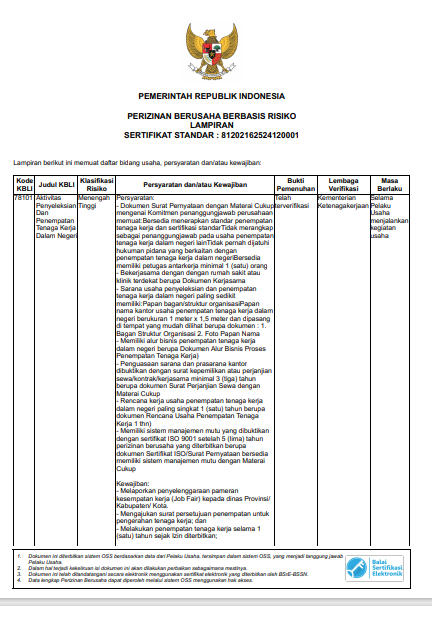 PEMERINTAH REPUBLIK INDONESIA
PERIZINAN BERUSAHA BERBASIS RISIKO
LAMPIRAN
SERTIFIKAT STANDAR : 81202162524120001
Lampiran berikut ini memuat daftar bidang usaha, persyaratan dan/atau kewajiban:
Kode KBLI
Judul KBLI
Klasifikasi Risiko
Persyaratan dan/atau Kewajiban
Bukti Pemenuhan
Lembaga Verifikasi
Masa Berlaku
78101
Aktivitas
Penyeleksian
Dan
Penempatan
Tenaga Kerja
Dalam Negeri
Menengah
Tinggi
Persyaratan:
- Dokumen Surat Pernyataan dengan Materai Cukup
mengenai Komitmen penanggungjawab perusahaan
memuat:Bersedia menerapkan standar penempatan
tenaga kerja dan sertifikasi standarTidak merangkap
sebagai penanggungjawab pada usaha penempatan
tenaga kerja dalam negeri lainTidak pernah dijatuhi
hukuman pidana yang berkaitan dengan
penempatan tenaga kerja dalam negeriBersedia
memiliki petugas antarkerja minimal 1 (satu) orang
- Bekerjasama dengan dengan rumah sakit atau
klinik terdekat berupa Dokumen Kerjasama
- Sarana usaha penyeleksian dan penempatan
tenaga kerja dalam negeri paling sedikit
memiliki:Papan bagan/struktur organisasiPapan
nama kantor usaha penempatan tenaga kerja dalam
negeri berukuran 1 meter x 1,5 meter dan dipasang
di tempat yang mudah dilihat berupa dokumen : 1.
Bagan Struktur Organisasi 2. Foto Papan Nama
- Memiliki alur bisnis penempatan tenaga kerja
dalam negeri berupa Dokumen Alur Bisnis Proses
Penempatan Tenaga Kerja)
- Penguasaan sarana dan prasarana kantor
dibuktikan dengan surat kepemilikan atau perjanjian
sewa/kontrak/kerjasama minimal 3 (tiga) tahun
berupa dokumen Surat Perjanjian Sewa dengan
Materai Cukup
- Rencana kerja usaha penempatan tenaga kerja
dalam negeri paling singkat 1 (satu) tahun berupa
dokumen Rencana Usaha Penempatan Tenaga
Kerja 1 thn)
- Memiliki sistem manajemen mutu yang dibuktikan
dengan sertifikat ISO 9001 setelah 5 (lima) tahun
perizinan berusaha yang diterbitkan berupa
dokumen Sertifikat ISO/Surat Pernyataan bersedia
memiliki sistem manajemen mutu dengan Materai
Cukup
Kewajiban:
- Melaporkan penyelenggaraan pameran
kesempatan kerja (Job Fair) kepada dinas Provinsi/
Kabupaten/ Kota.
- Mengajukan surat persetujuan penempatan untuk
pengerahan tenaga kerja; dan
- Melakukan penempatan tenaga kerja selama 1
(satu) tahun sejak Izin diterbitkan;
Telah
terverifikasi
Kementerian
Ketenagakerjaan
Selama
Pelaku
Usaha
menjalankan
kegiatan
usaha
1. Dokumen ini diterbitkan sistem OSS berdasarkan data dari Pelaku Usaha, tersimpan dalam sistem OSS, yang menjadi tanggung jawab
Pelaku Usaha.
2. Dalam hal terjadi kekeliruan isi dokumen ini akan dilakukan perbaikan sebagaimana mestinya.
3. Dokumen ini telah ditandatangani secara elektronik menggunakan sertifikat elektronik yang diterbitkan oleh BSrE-BSSN.
4. Data lengkap Perizinan Berusaha dapat diperoleh melalui sistem OSS menggunakan hak akses.
Balai
Sertifikasi
Elektronik